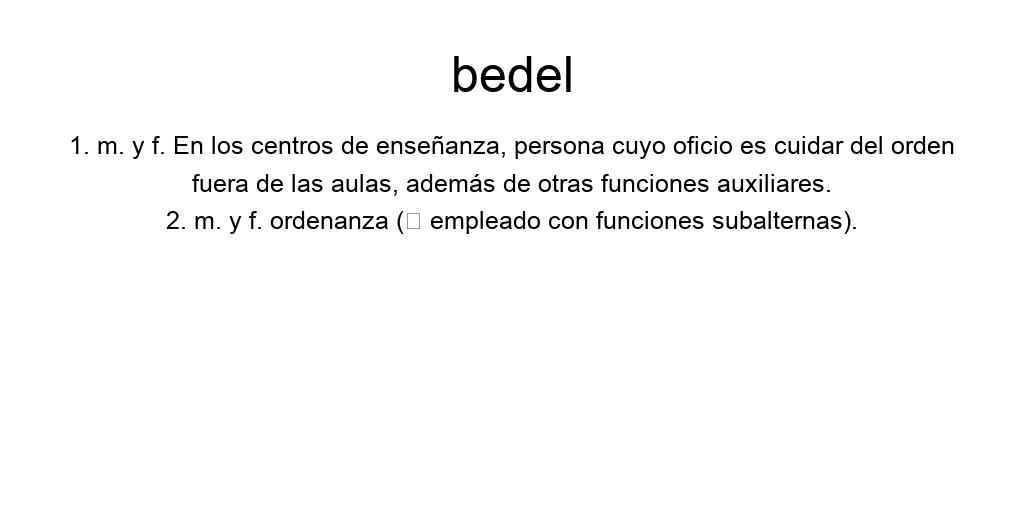 bedel
1. m. y f. En los centros de enseñanza, persona cuyo oficio es cuidar del orden
fuera de las aulas, además de otras funciones auxiliares.
2. m. y f. ordenanza (□ empleado con funciones subalternas).